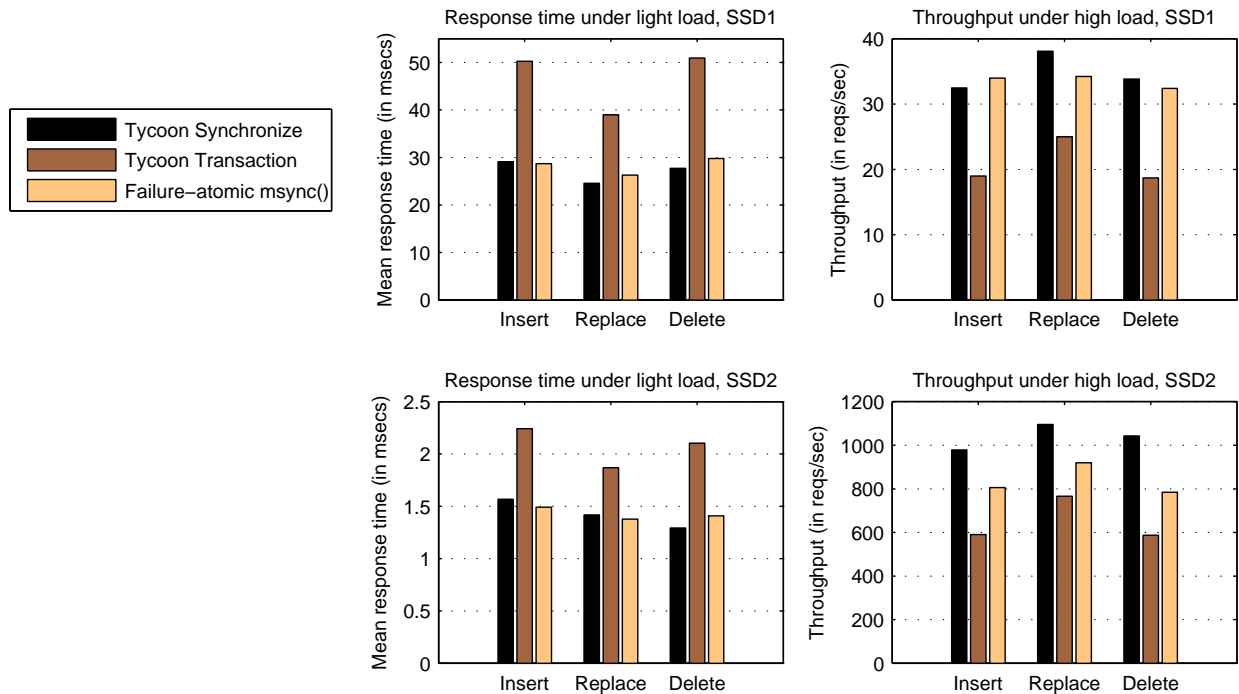 Tycoon Synchronize
Tycoon Transaction
Failure−atomic msync()
Response time under light load, SSD1
Mean response time (in msecs)
50
40
30
20
10
0
Insert Replace Delete
Throughput under high load, SSD1
Throughput (in reqs/sec)
40
30
20
10
0
Insert Replace Delete
Response time under light load, SSD2
Mean response time (in msecs)
2.5
2
1.5
1
0.5
0
Insert Replace Delete
Throughput under high load, SSD2
Throughput (in reqs/sec)
1200
1000
800
600
400
200
0
Insert Replace Delete